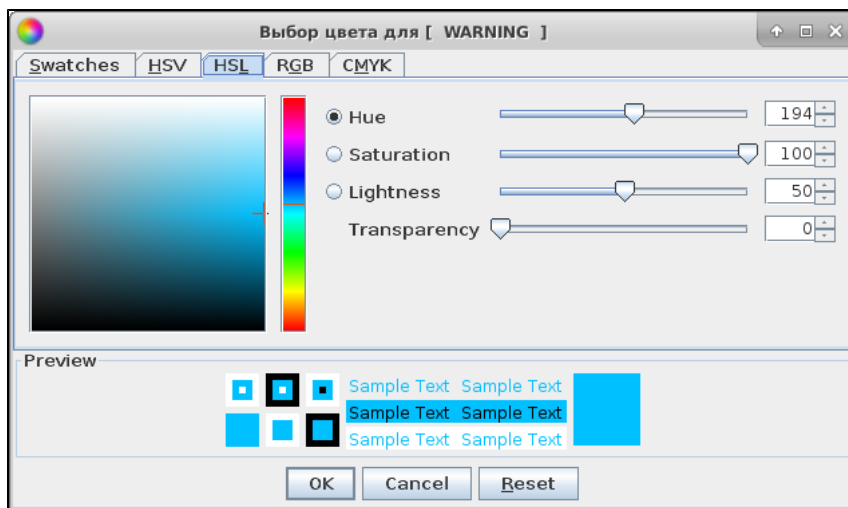 Выбор цвета для [ WARNING ]
Swatches HSV HSL RGB CMYK
Hue 194
Saturation 100
Lightness 50
Transparency 0
Preview
Sample Text Sample Text
Sample Text Sample Text
Sample Text Sample Text
OK Cancel Reset